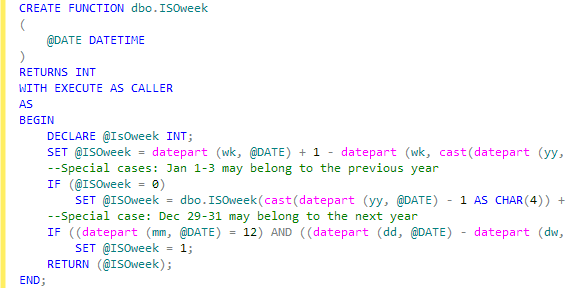 CREATE FUNCTION dbo.ISOweek
(
    @DATE DATETIME
)
RETURNS INT
WITH EXECUTE AS CALLER
AS
BEGIN
    DECLARE @IsOweek INT;
    SET @ISOweek = datepart (wk, @DATE) + 1 - datepart (wk, cast(datepart (yy,
    --Special cases: Jan 1-3 may belong to the previous year
    IF (@ISOweek = 0)
        SET @ISOweek = dbo.ISOweek(cast(datepart (yy, @DATE) - 1 AS CHAR(4)) +
    --Special case: Dec 29-31 may belong to the next year
    IF ((datepart (mm, @DATE) = 12) AND ((datepart (dd, @DATE) - datepart (dw,
        SET @ISOweek = 1;
    RETURN (@ISOweek);
END;